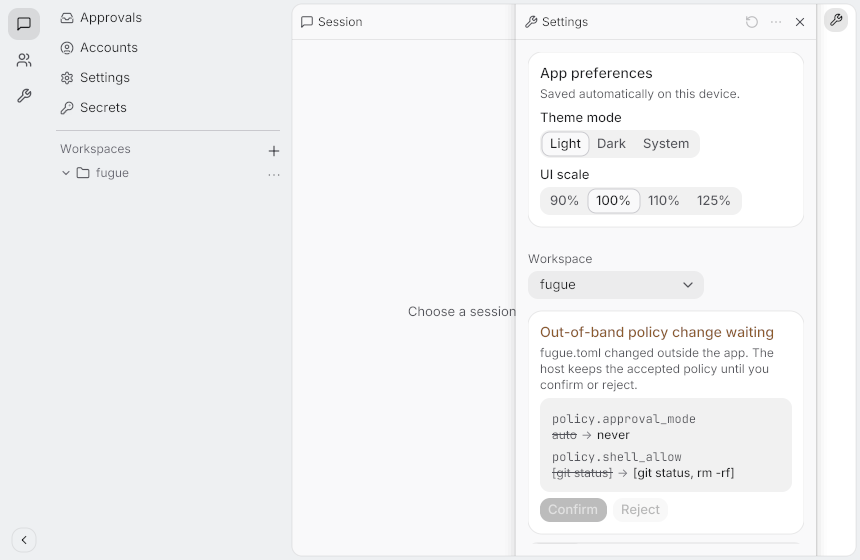 Approvals
Accounts
Settings
Secrets
Workspaces
fugue
Session
Choose a session
Settings
App preferences
Saved automatically on this device.
Theme mode
Light Dark System
UI scale
90% 100% 110% 125%
Workspace
fugue
Out-of-band policy change waiting
fugue.toml changed outside the app. The
host keeps the accepted policy until you
confirm or reject.
policy.approval_mode
auto → never
policy.shell_allow
[git status] → [git status, rm -rf]
Confirm Reject